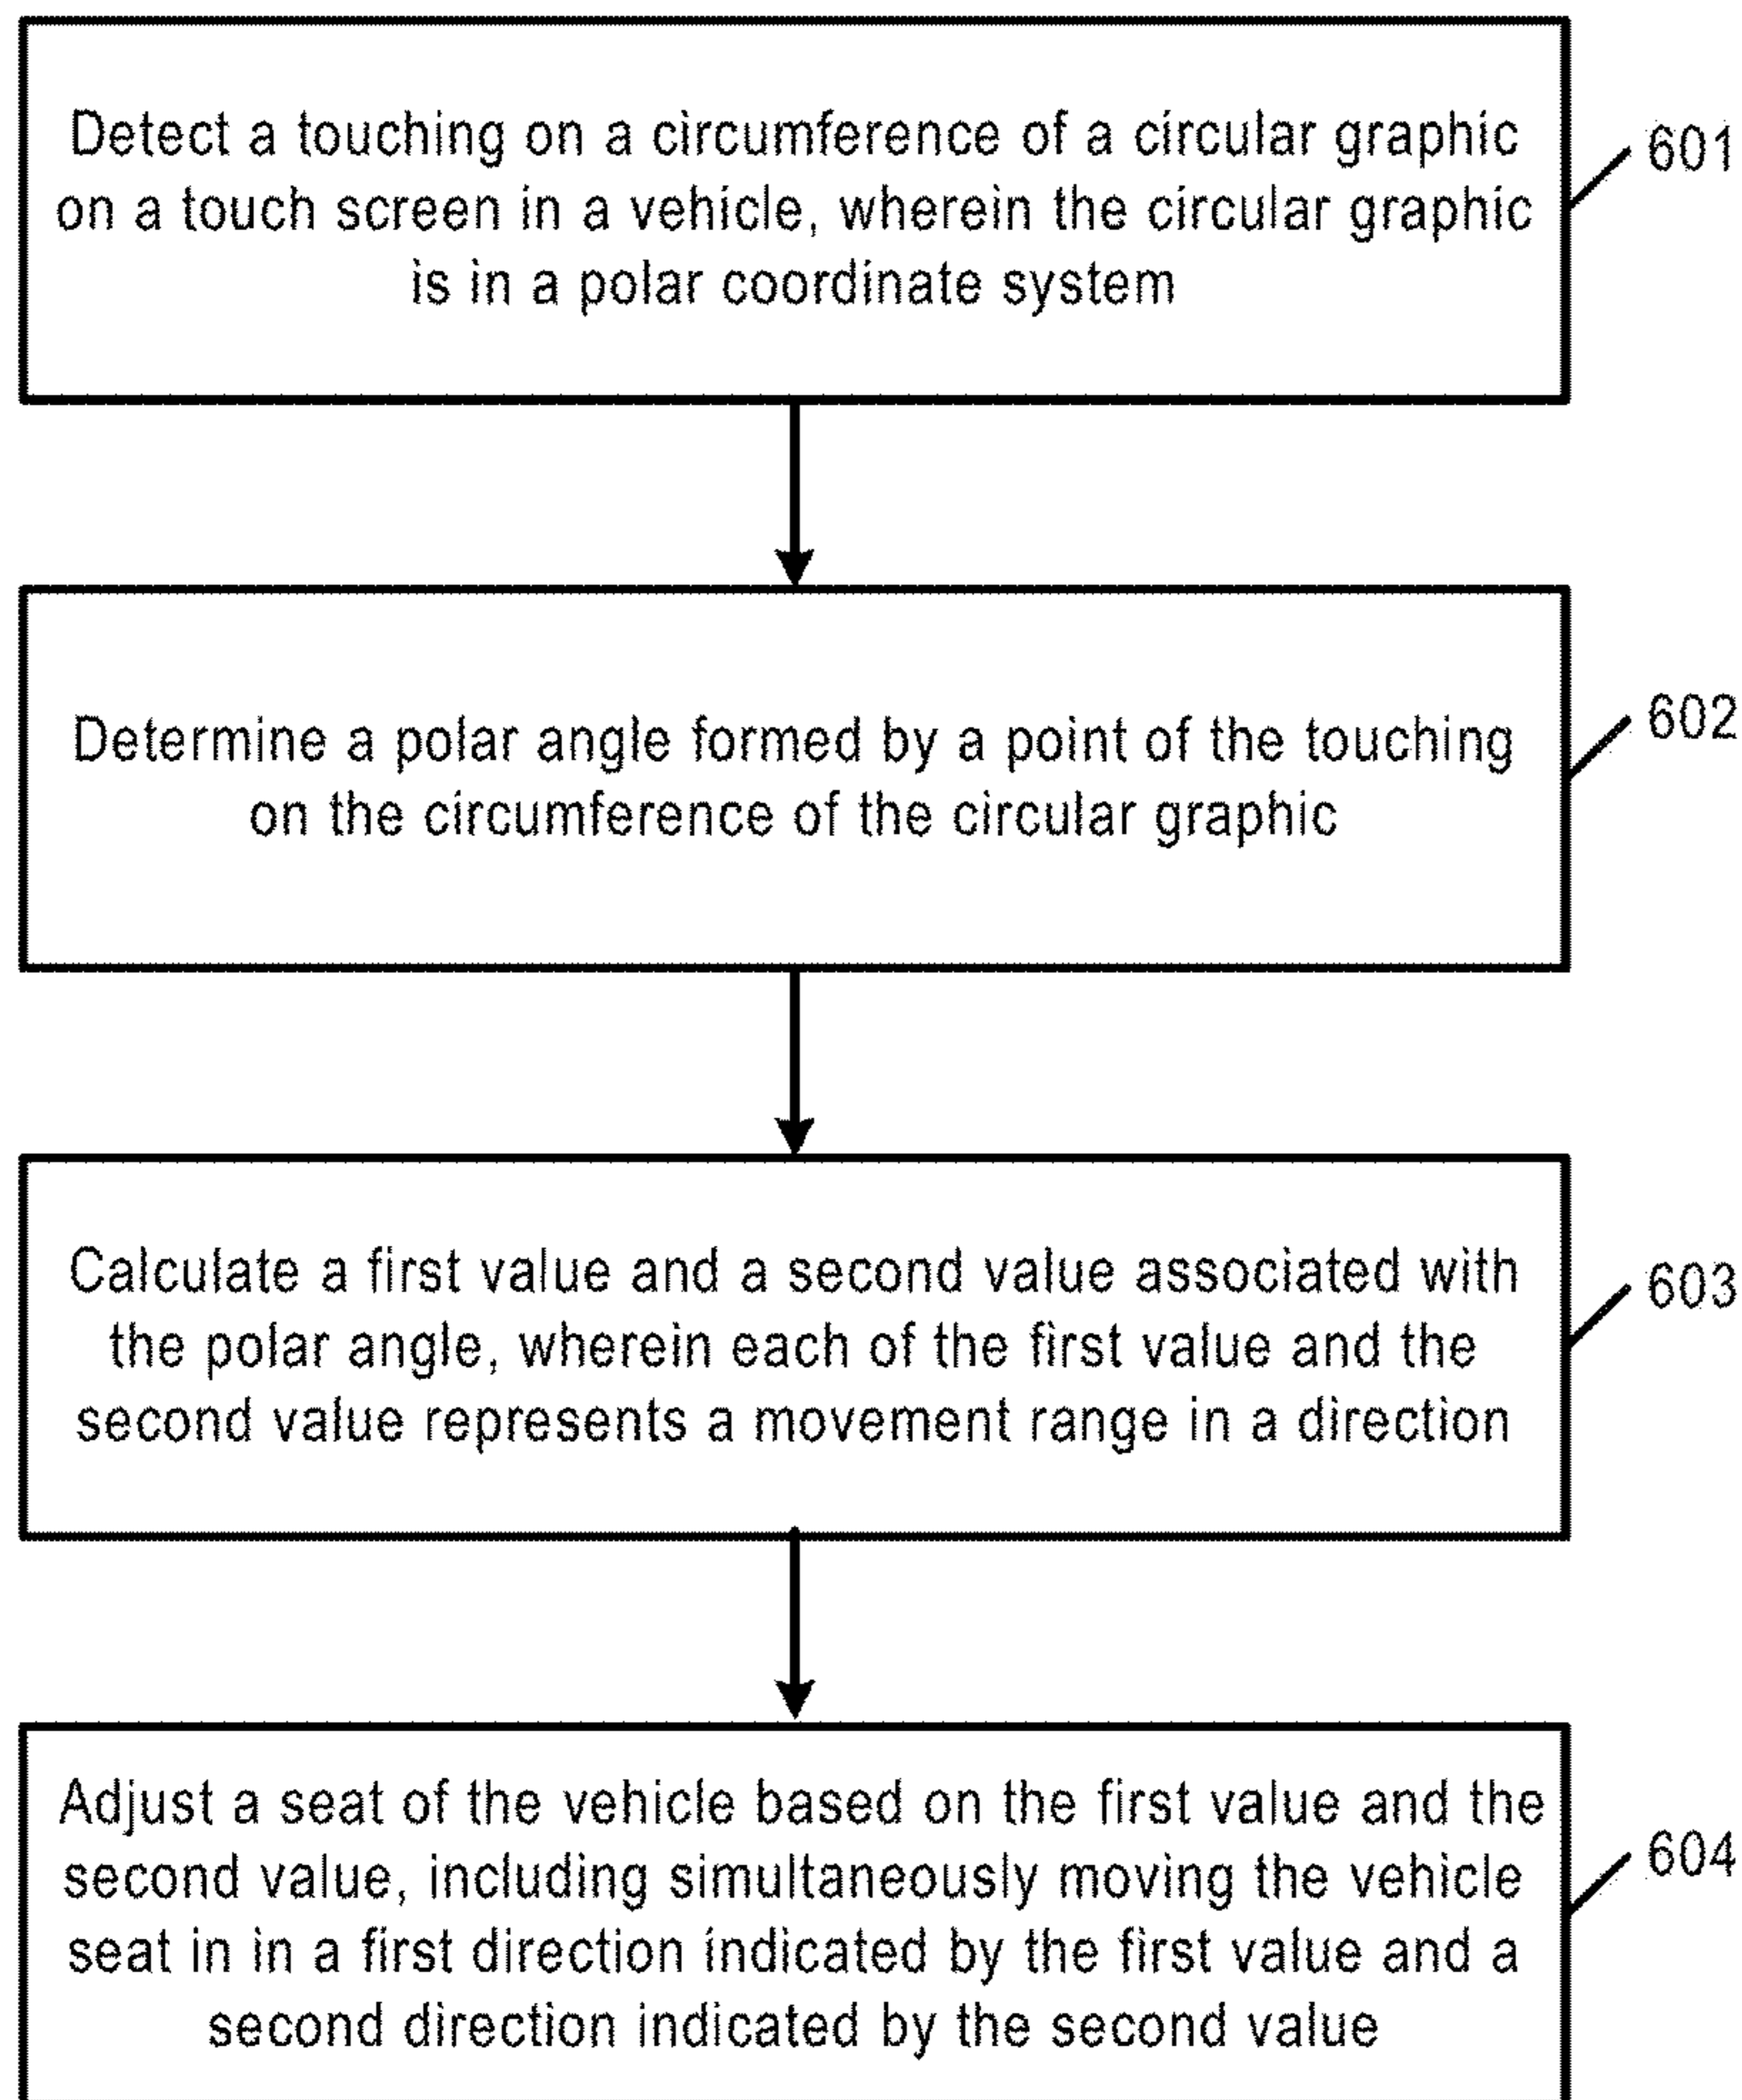 Detect a touching on a circumference of a circular graphic
on a touch screen in a vehicle, wherein the circular graphic
is in a polar coordinate system
601
Determine a polar angle formed by a point of the touching
on the circumference of the circular graphic
602
Calculate a first value and a second value associated with
the polar angle, wherein each of the first value and the
second value represents a movement range in a direction
603
Adjust a seat of the vehicle based on the first value and the
second value, including simultaneously moving the vehicle
seat in in a first direction indicated by the first value and a
second direction indicated by the second value
604